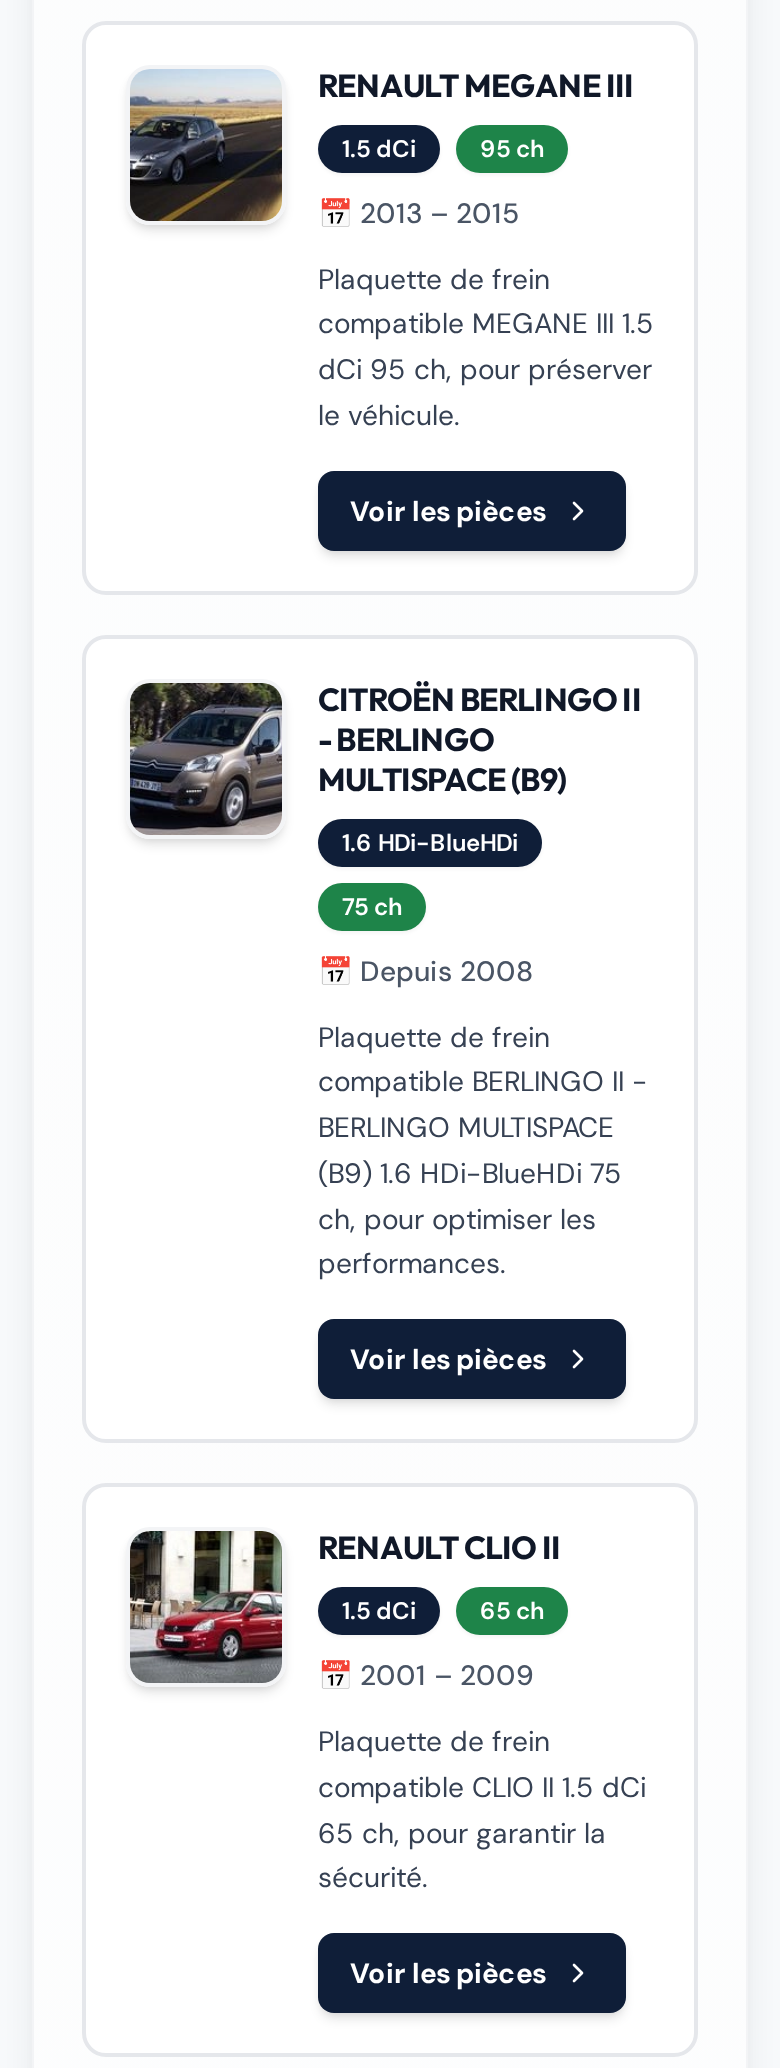 RENAULT MEGANE III
1.5 dCi 95 ch
📅 2013 – 2015
Plaquette de frein
compatible MEGANE III 1.5
dCi 95 ch, pour préserver
le véhicule.
Voir les pièces
CITROËN BERLINGO II
- BERLINGO
MULTISPACE (B9)
1.6 HDi-BlueHDi
75 ch
📅 Depuis 2008
Plaquette de frein
compatible BERLINGO II -
BERLINGO MULTISPACE
(B9) 1.6 HDi-BlueHDi 75
ch, pour optimiser les
performances.
Voir les pièces
RENAULT CLIO II
1.5 dCi 65 ch
📅 2001 – 2009
Plaquette de frein
compatible CLIO II 1.5 dCi
65 ch, pour garantir la
sécurité.
Voir les pièces